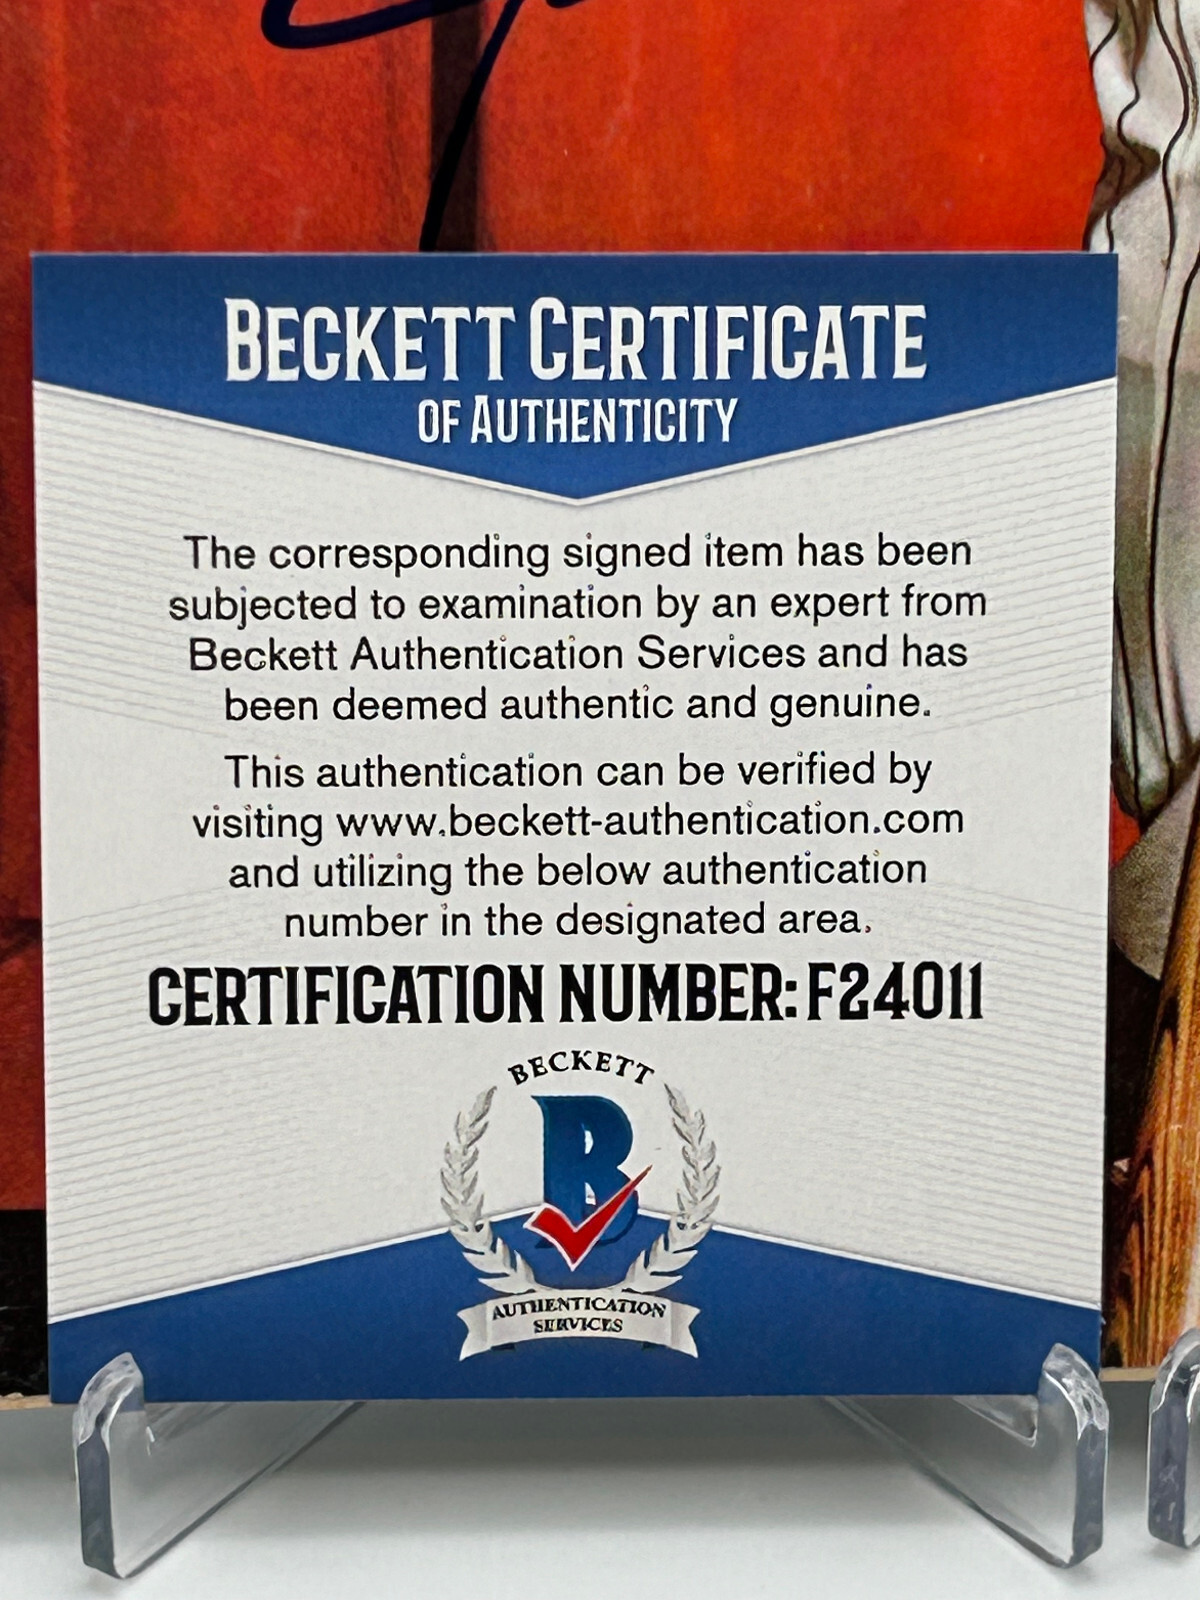 BECKETT CERTIFICATE
OF AUTHENTICITY
The corresponding signed item has been
subjected to examination by an expert from
Beckett Authentication Services and has
been deemed authentic and genuine.
This authentication can be verified by
visiting www.beckett-authentication.com
and utilizing the below authentication
number in the designated area.
CERTIFICATION NUMBER: F24011
BECKETT
B
AUTHENTICATION
SERVICES